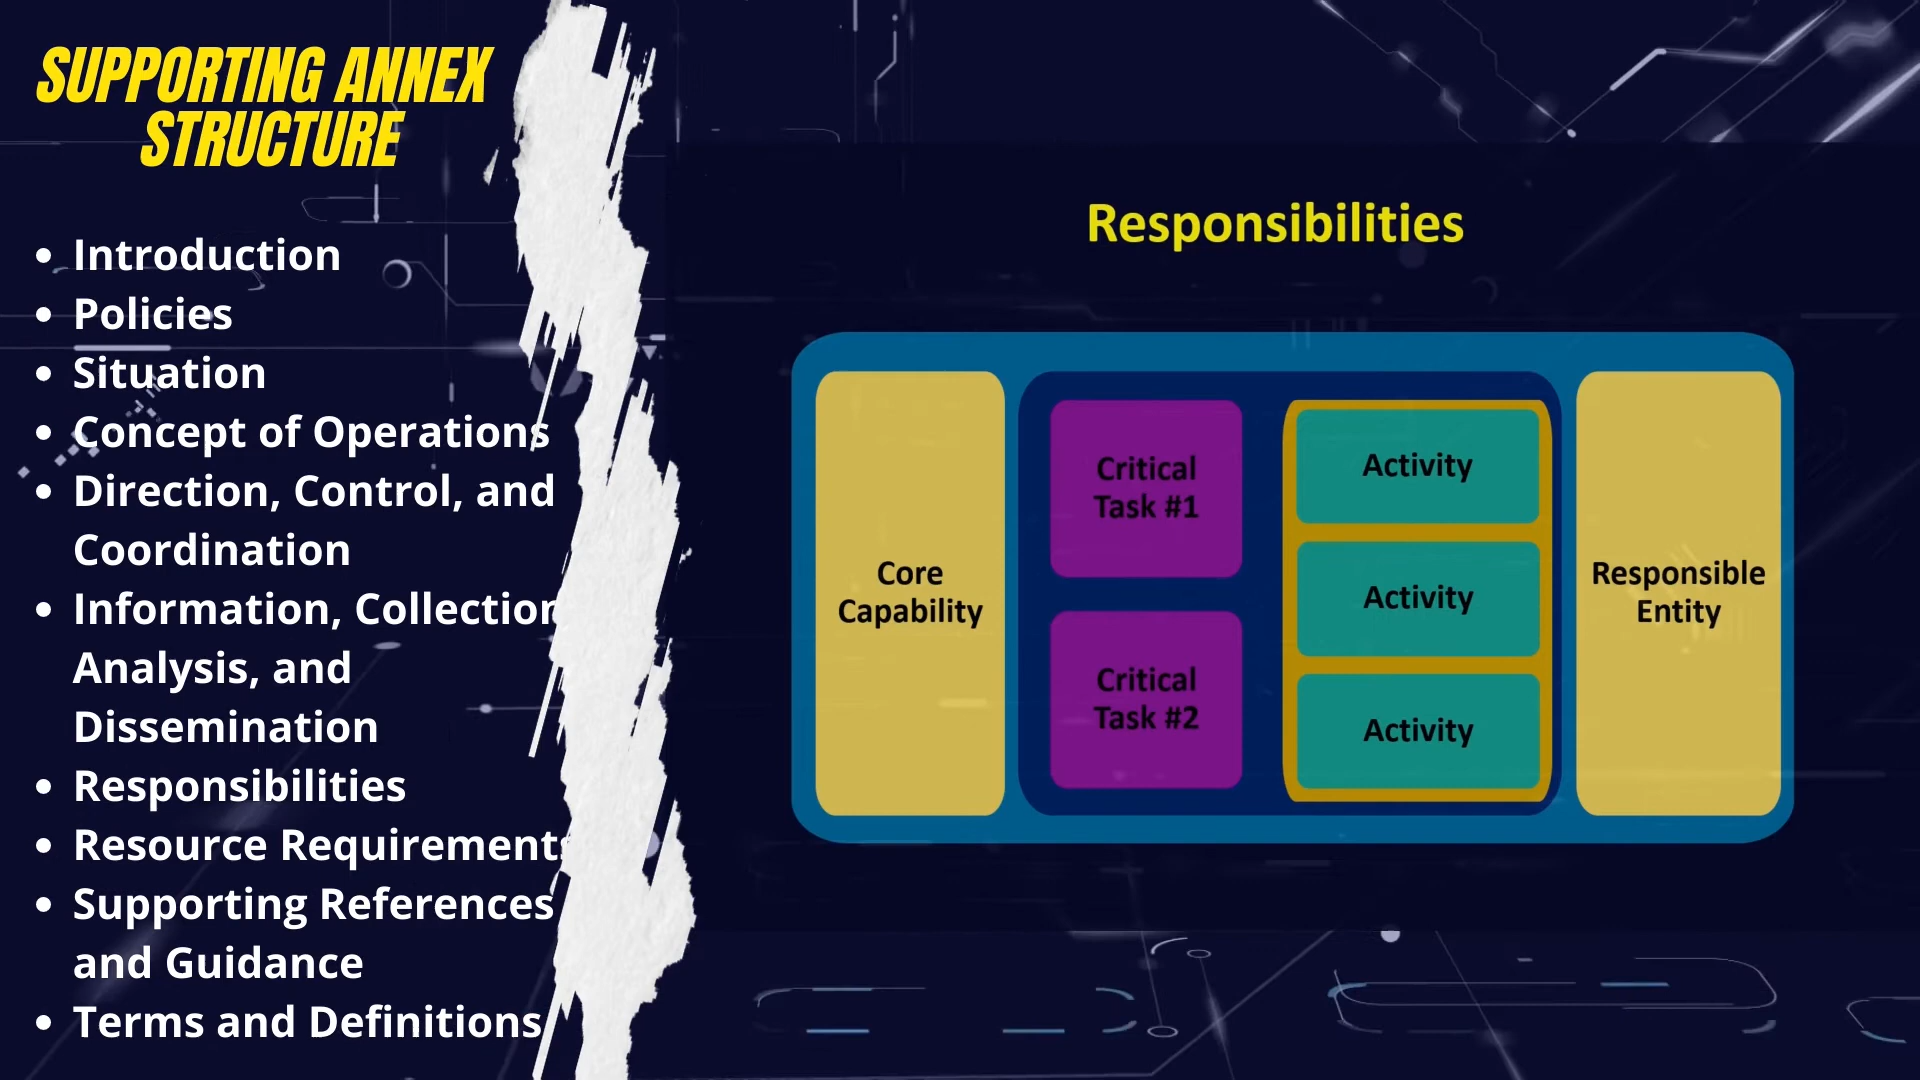 SUPPORTING ANNEX
STRUCTURE
• Introduction
• Policies
• Situation
• Concept of Operations
• Direction, Control, and
Coordination
• Information, Collection
Analysis, and
Dissemination
• Responsibilities
• Resource Requirements
• Supporting References
and Guidance
• Terms and Definitions
Responsibilities
Core
Capability
Critical
Task #1
Critical
Task #2
Activity
Activity
Activity
Responsible
Entity